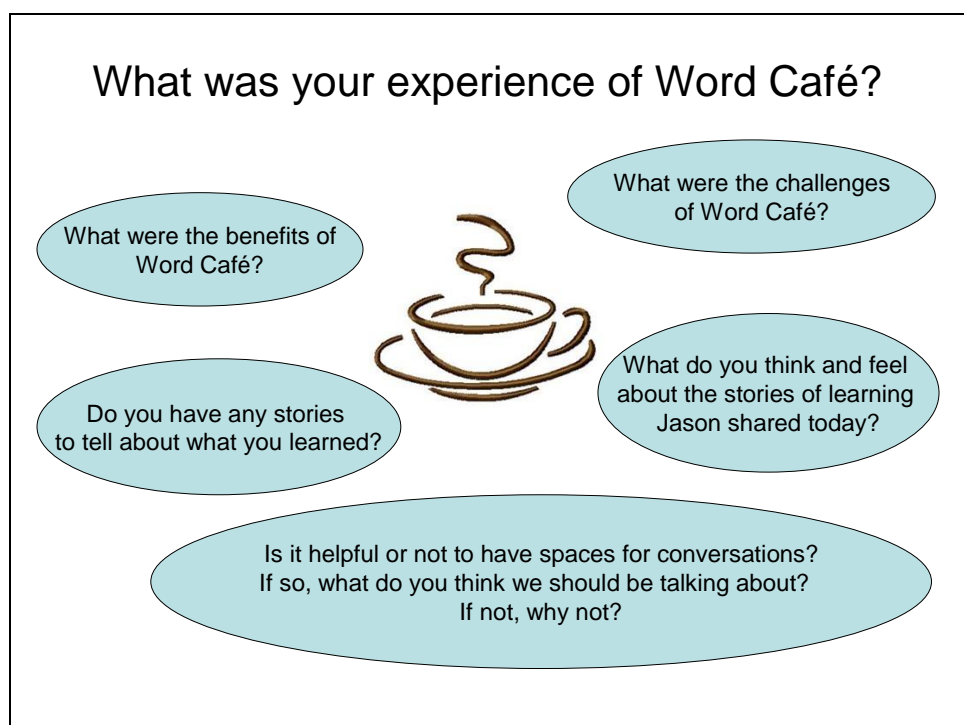 What was your experience of Word Café?
What were the benefits of
Word Café?
What were the challenges
of Word Café?
Do you have any stories
to tell about what you learned?
What do you think and feel
about the stories of learning
Jason shared today?
Is it helpful or not to have spaces for conversations?
If so, what do you think we should be talking about?
If not, why not?